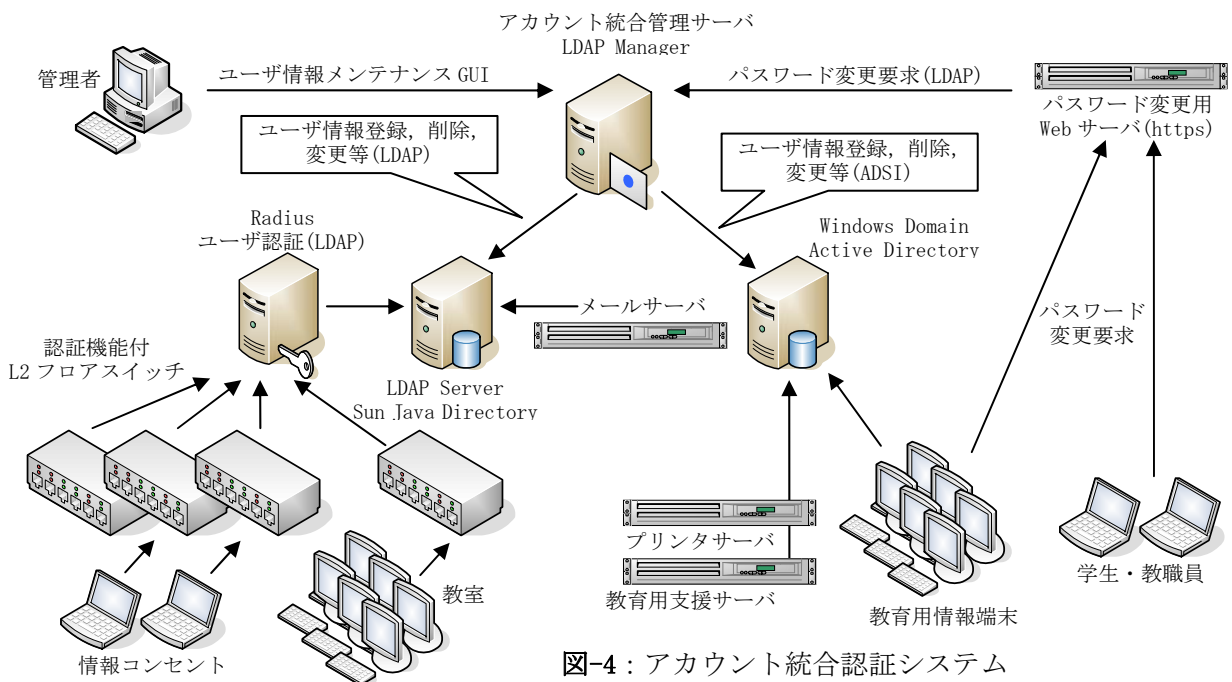 アカウント統合管理サーバ
LDAP Manager
管理者
ユーザ情報メンテナンス GUI
パスワード変更要求(LDAP)
パスワード変更用
Web サーバ(https)
ユーザ情報登録，削除，
変更等(LDAP)
ユーザ情報登録，削除，
変更等(ADSI)
Radius
ユーザ認証(LDAP)
Windows Domain
Active Directory
メールサーバ
パスワード
変更要求
認証機能付
L2 フロアスイッチ
LDAP Server
Sun Java Directory
プリンタサーバ
教育用支援サーバ
教室
学生・教職員
教育用情報端末
情報コンセント
図-4：アカウント統合認証システム